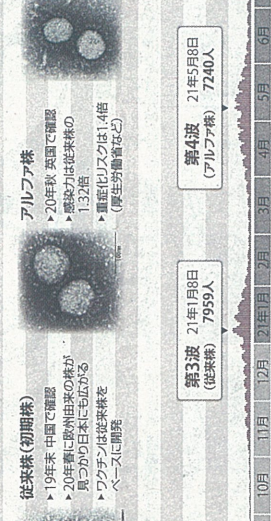 従来株(初期株)
▶19年末 中国で確認
▶20年春に欧州由来の株が
見つかり日本にも広がる
▶ワクチンは従来株を
ベースに開発
アルファ株
▶20年秋 英国で確認
▶感染力は従来株の
1.32倍
▶重症化リスクは1.4倍
(厚生労働省など)
第3波
(従来株)
21年1月8日
7959人
第4波
(アルファ株)
21年5月8日
7240人
10月
11月
12月
21年1月
2月
3月
4月
5月
6月